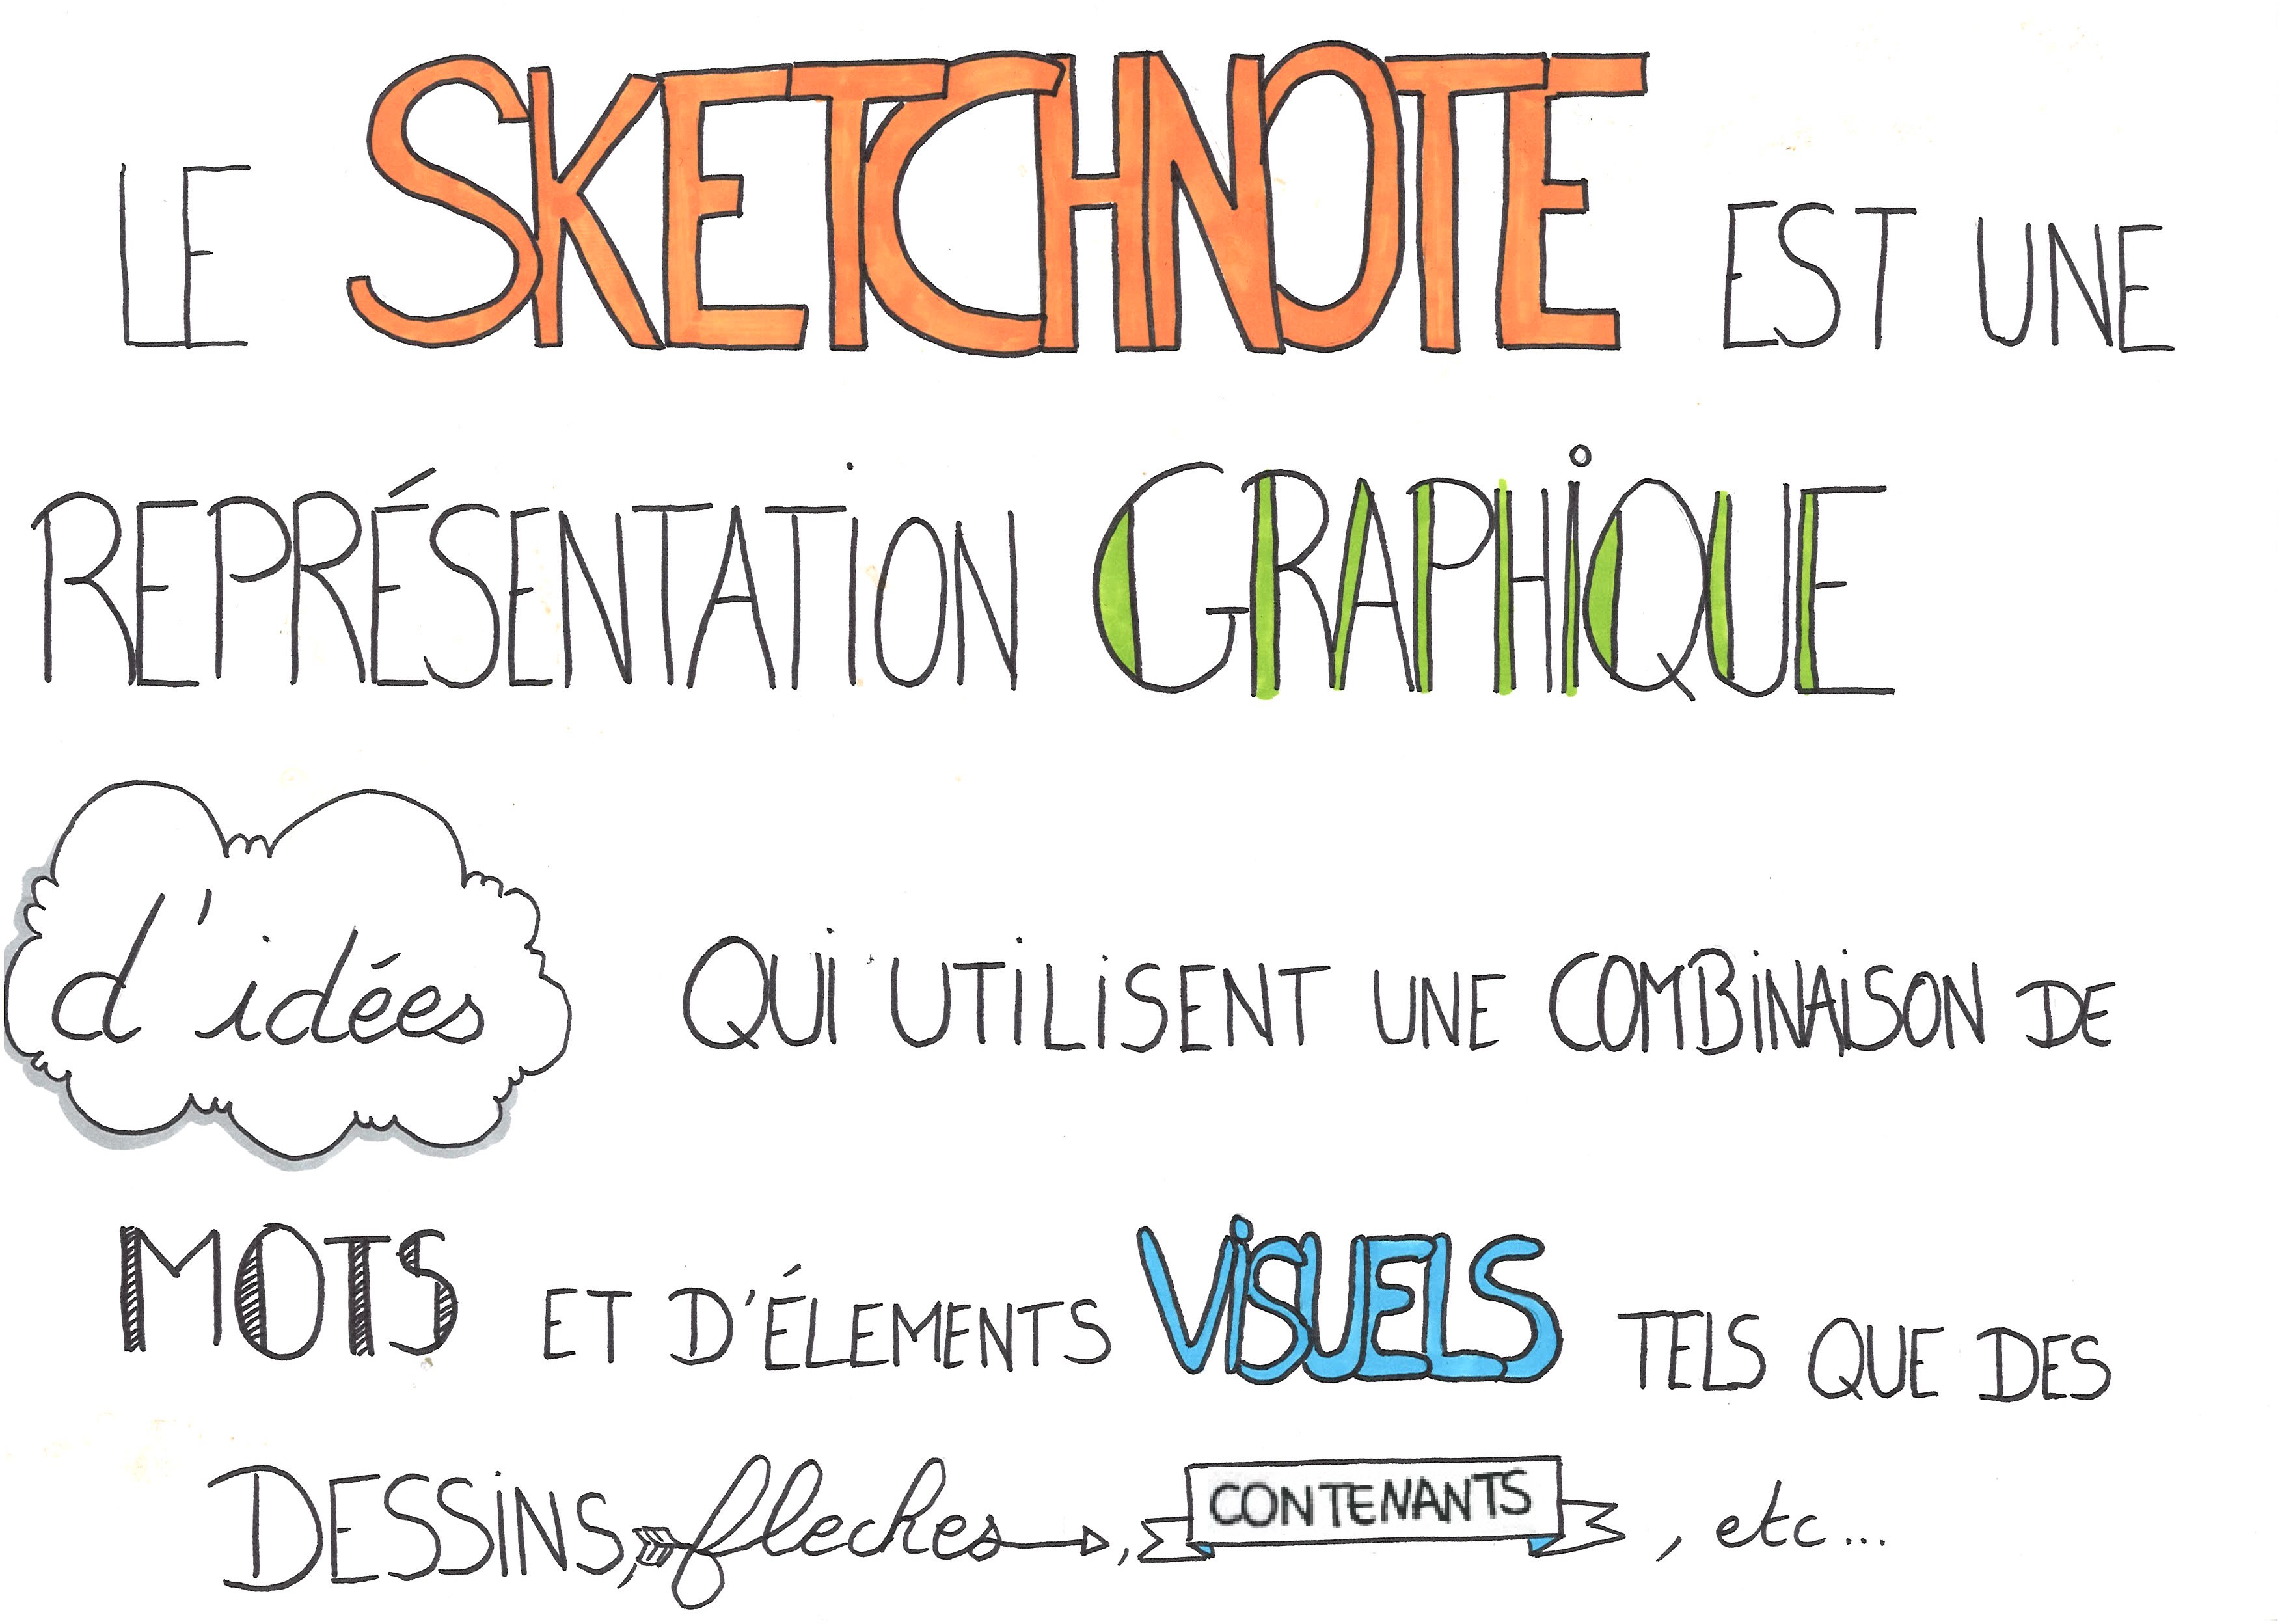 LE SKETCHNOTE EST UNE
REPRÉSENTATION GRAPHIQUE
d'idées QUI UTILISENT UNE COMBINAISON DE
MOTS ET D'ÉLEMENTS VISUELS TELS QUE DES
DESSINS, fleches, CONTENANTS, etc...